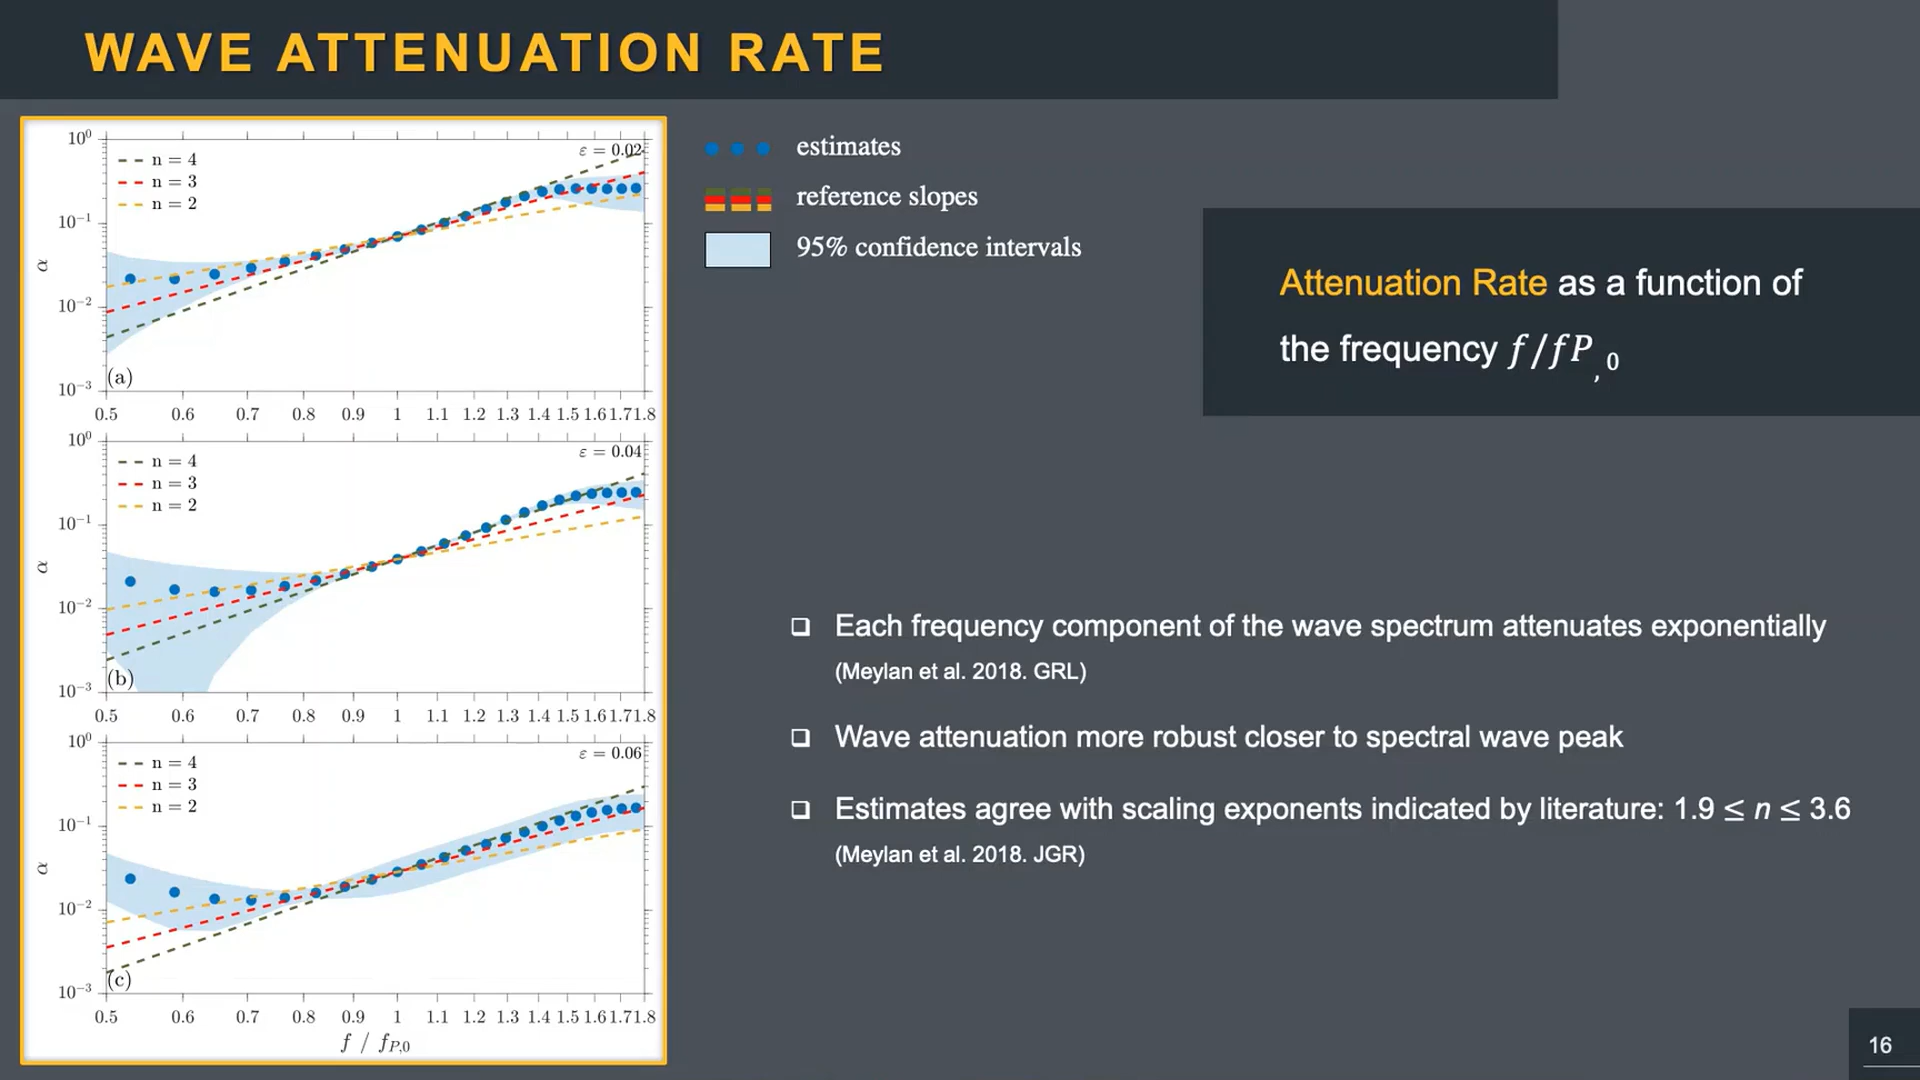 WAVE ATTENUATION RATE
10⁰
10⁻¹
10⁻²
10⁻³
α
n = 4
n = 3
n = 2
ε = 0.02
(a)
0.5 0.6 0.7 0.8 0.9 1 1.1 1.2 1.3 1.4 1.5 1.6 1.7 1.8
10⁰
10⁻¹
10⁻²
10⁻³
α
n = 4
n = 3
n = 2
ε = 0.04
(b)
0.5 0.6 0.7 0.8 0.9 1 1.1 1.2 1.3 1.4 1.5 1.6 1.7 1.8
10⁰
10⁻¹
10⁻²
10⁻³
α
n = 4
n = 3
n = 2
ε = 0.06
(c)
0.5 0.6 0.7 0.8 0.9 1 1.1 1.2 1.3 1.4 1.5 1.6 1.7 1.8
f / f_P,0
estimates
reference slopes
95% confidence intervals
Attenuation Rate as a function of
the frequency f/fP,0
❑ Each frequency component of the wave spectrum attenuates exponentially
(Meylan et al. 2018. GRL)
❑ Wave attenuation more robust closer to spectral wave peak
❑ Estimates agree with scaling exponents indicated by literature: 1.9 ≤ n ≤ 3.6
(Meylan et al. 2018. JGR)
16